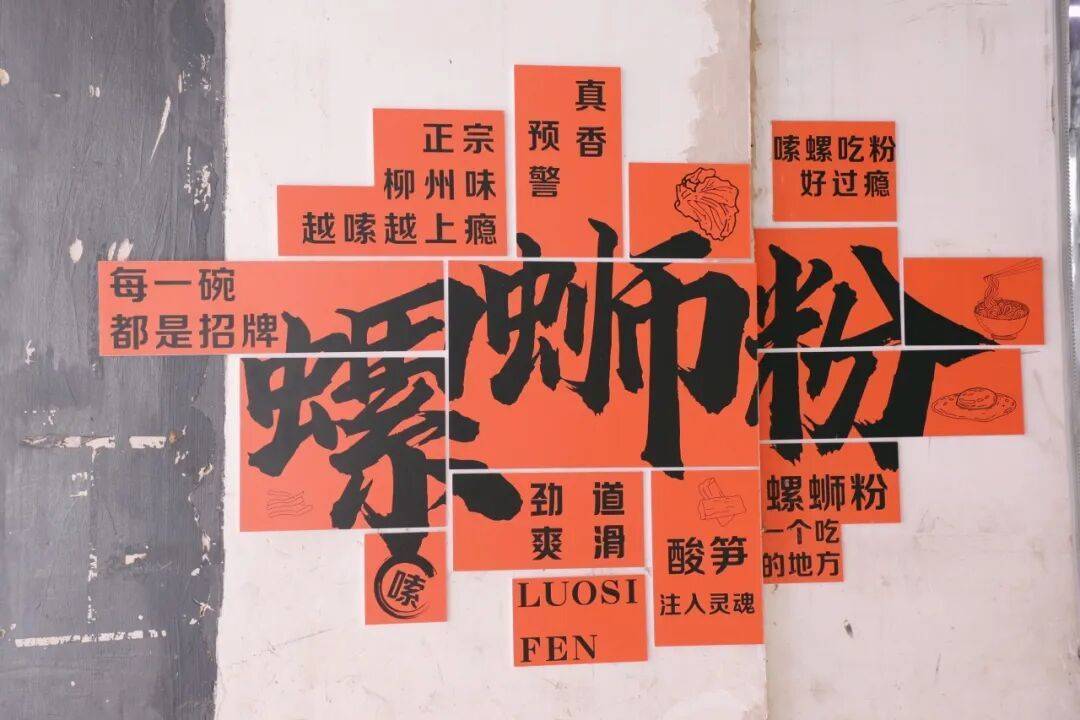 正宗
柳州味
越嗦越上瘾
真香
预警
嗦螺吃粉
好过瘾
每一碗
都是招牌
螺蛳粉
劲道
爽滑
酸笋
注入灵魂
螺蛳粉
一个吃
的地方
嗦
LUOSI
FEN